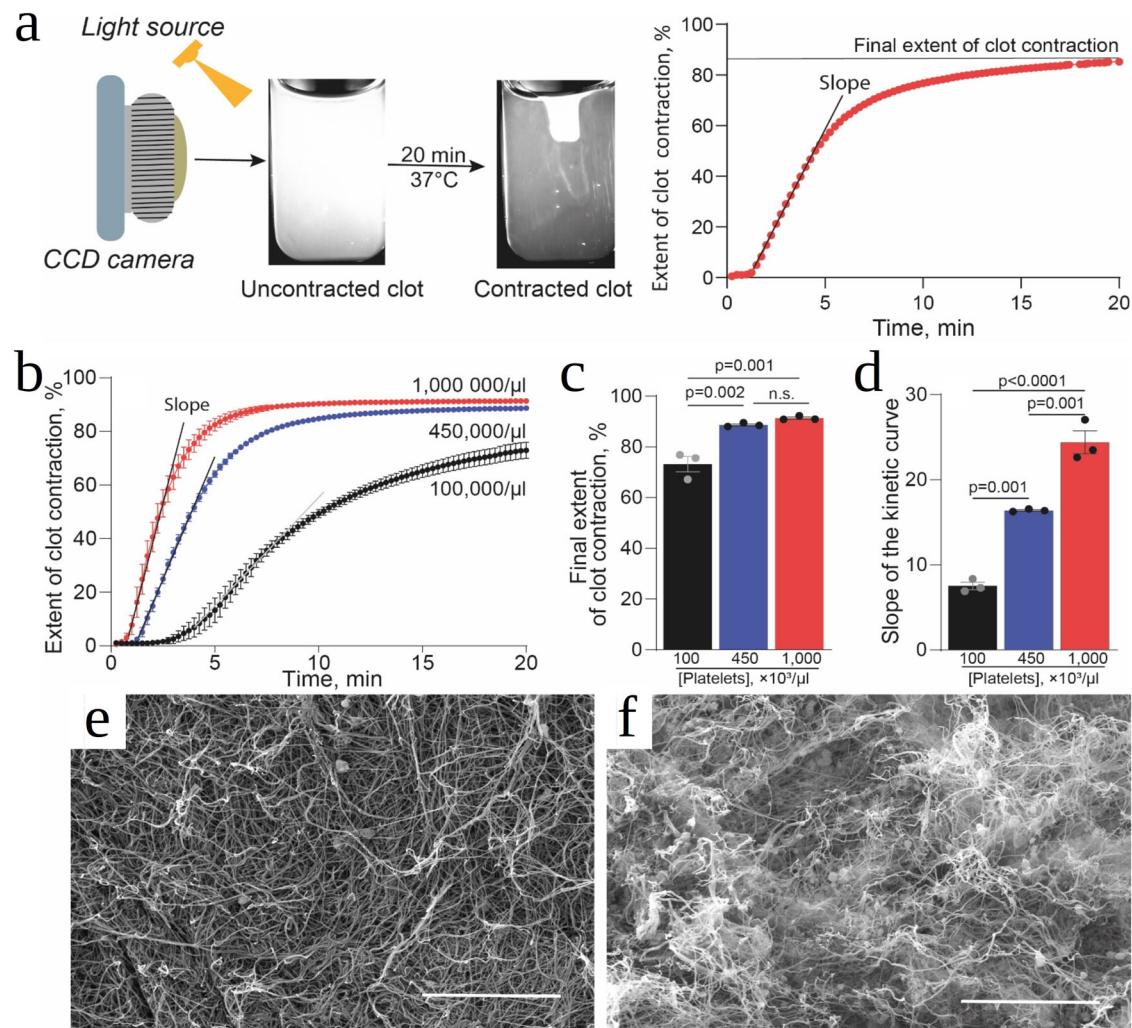 a
Light source
CCD camera
20 min
37°C
Uncontracted clot
Contracted clot
Extent of clot contraction, %
100
80
60
40
20
0
Final extent of clot contraction
Slope
0
5
10
15
20
Time, min
b
Extent of clot contraction, %
100
80
60
40
20
0
Slope
1,000 000/µl
450,000/µl
100,000/µl
0
5
10
15
20
Time, min
c
Final extent
of clot contraction, %
100
80
60
40
20
0
p=0.001
p=0.002
n.s.
100
450
1,000
[Platelets], ×10³/µl
d
Slope of the kinetic curve
30
20
10
0
p<0.0001
p=0.001
p=0.001
100
450
1,000
[Platelets], ×10³/µl
e
f